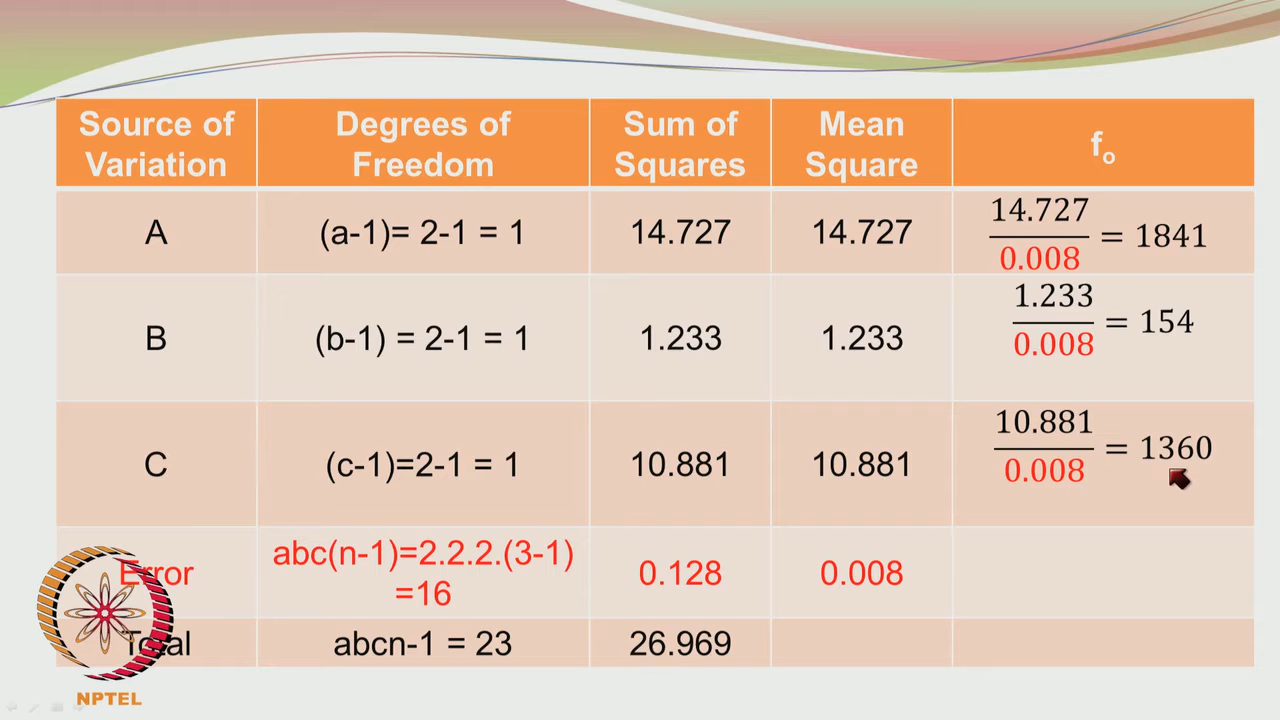 Source of Variation Degrees of Freedom Sum of Squares Mean Square fₒ
A (a-1)= 2-1 = 1 14.727 14.727 14.727/0.008 = 1841
B (b-1) = 2-1 = 1 1.233 1.233 1.233/0.008 = 154
C (c-1)=2-1 = 1 10.881 10.881 10.881/0.008 = 1360
Error abc(n-1)=2.2.2.(3-1) =16 0.128 0.008
Total abcn-1 = 23 26.969
NPTEL